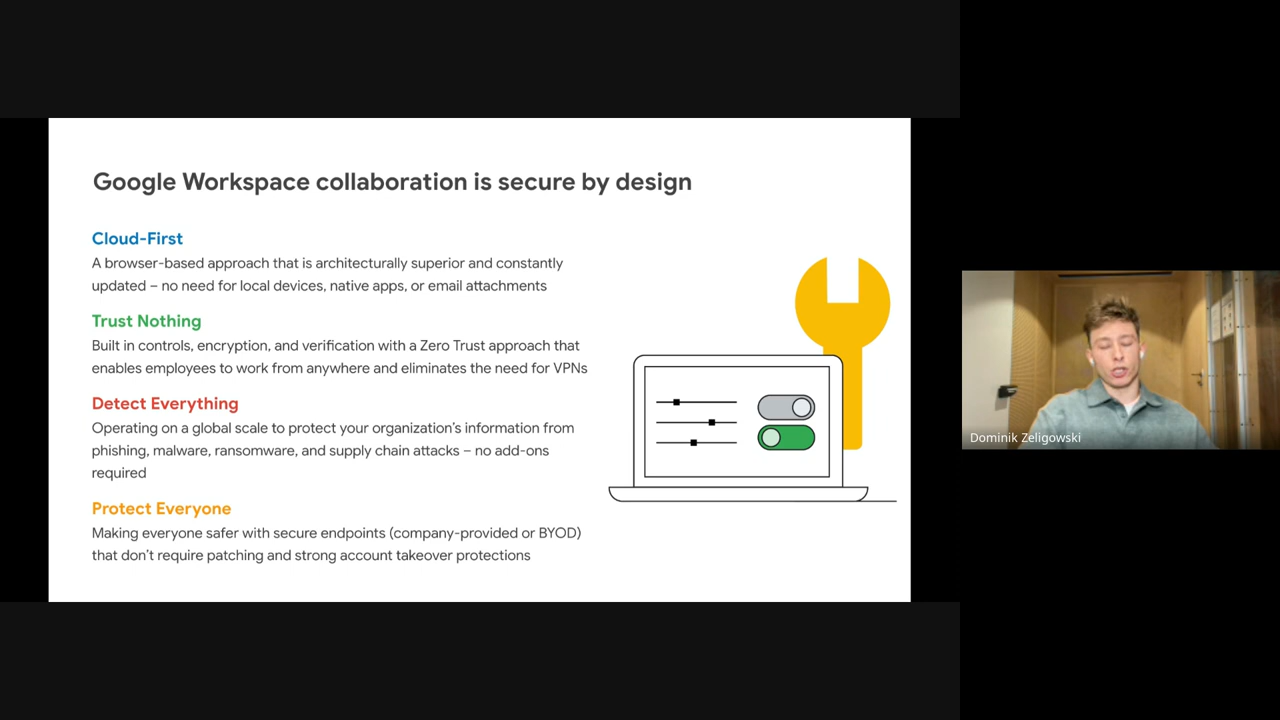 Google Workspace collaboration is secure by design
Cloud-First
A browser-based approach that is architecturally superior and constantly
updated – no need for local devices, native apps, or email attachments
Trust Nothing
Built in controls, encryption, and verification with a Zero Trust approach that
enables employees to work from anywhere and eliminates the need for VPNs
Detect Everything
Operating on a global scale to protect your organization’s information from
phishing, malware, ransomware, and supply chain attacks – no add-ons
required
Protect Everyone
Making everyone safer with secure endpoints (company-provided or BYOD)
that don’t require patching and strong account takeover protections
Dominik Zeligowski